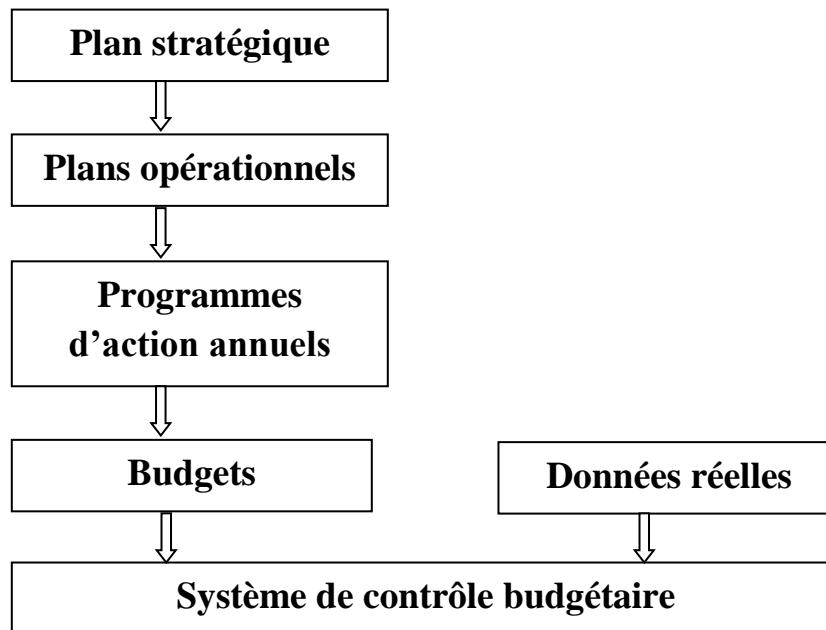 Plan stratégique
Plans opérationnels
Programmes
d’action annuels
Budgets
Données réelles
Système de contrôle budgétaire